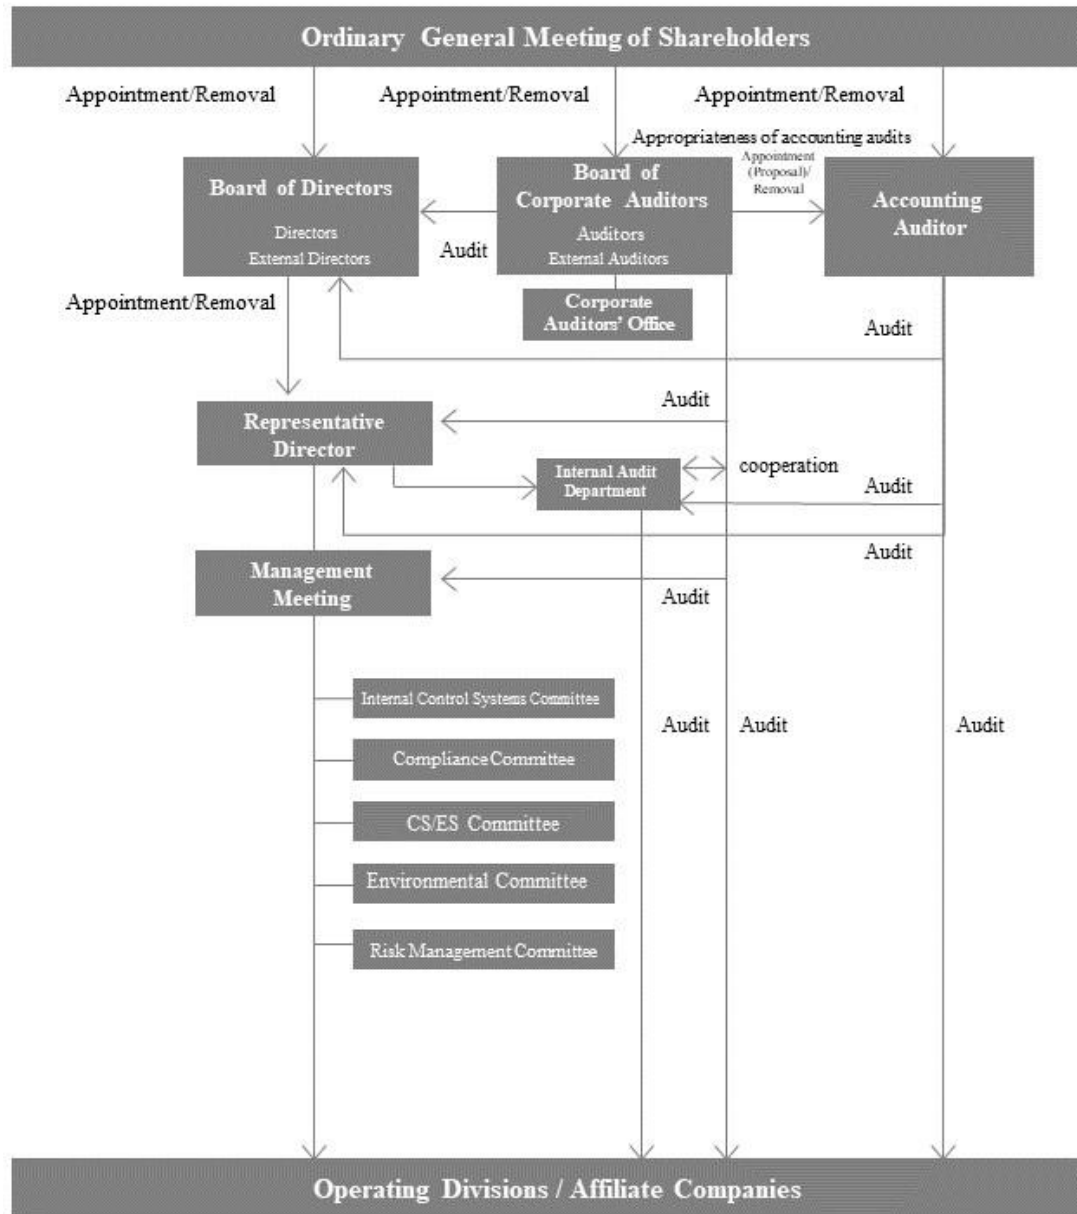 Ordinary General Meeting of Shareholders
Appointment/Removal
Appointment/Removal
Appointment/Removal
Appropriateness of accounting audits
Appointment
(Proposal)/
Removal
Board of Directors
Directors
External Directors
Audit
Board of
Corporate Auditors
Auditors
External Auditors
Accounting
Auditor
Appointment/Removal
Corporate
Auditors' Office
Audit
Audit
Representative
Director
Internal Audit
Department
cooperation
Audit
Audit
Management
Meeting
Audit
Internal Control Systems Committee
Audit
Audit
Audit
Compliance Committee
CS/ES Committee
Environmental Committee
Risk Management Committee
Operating Divisions / Affiliate Companies